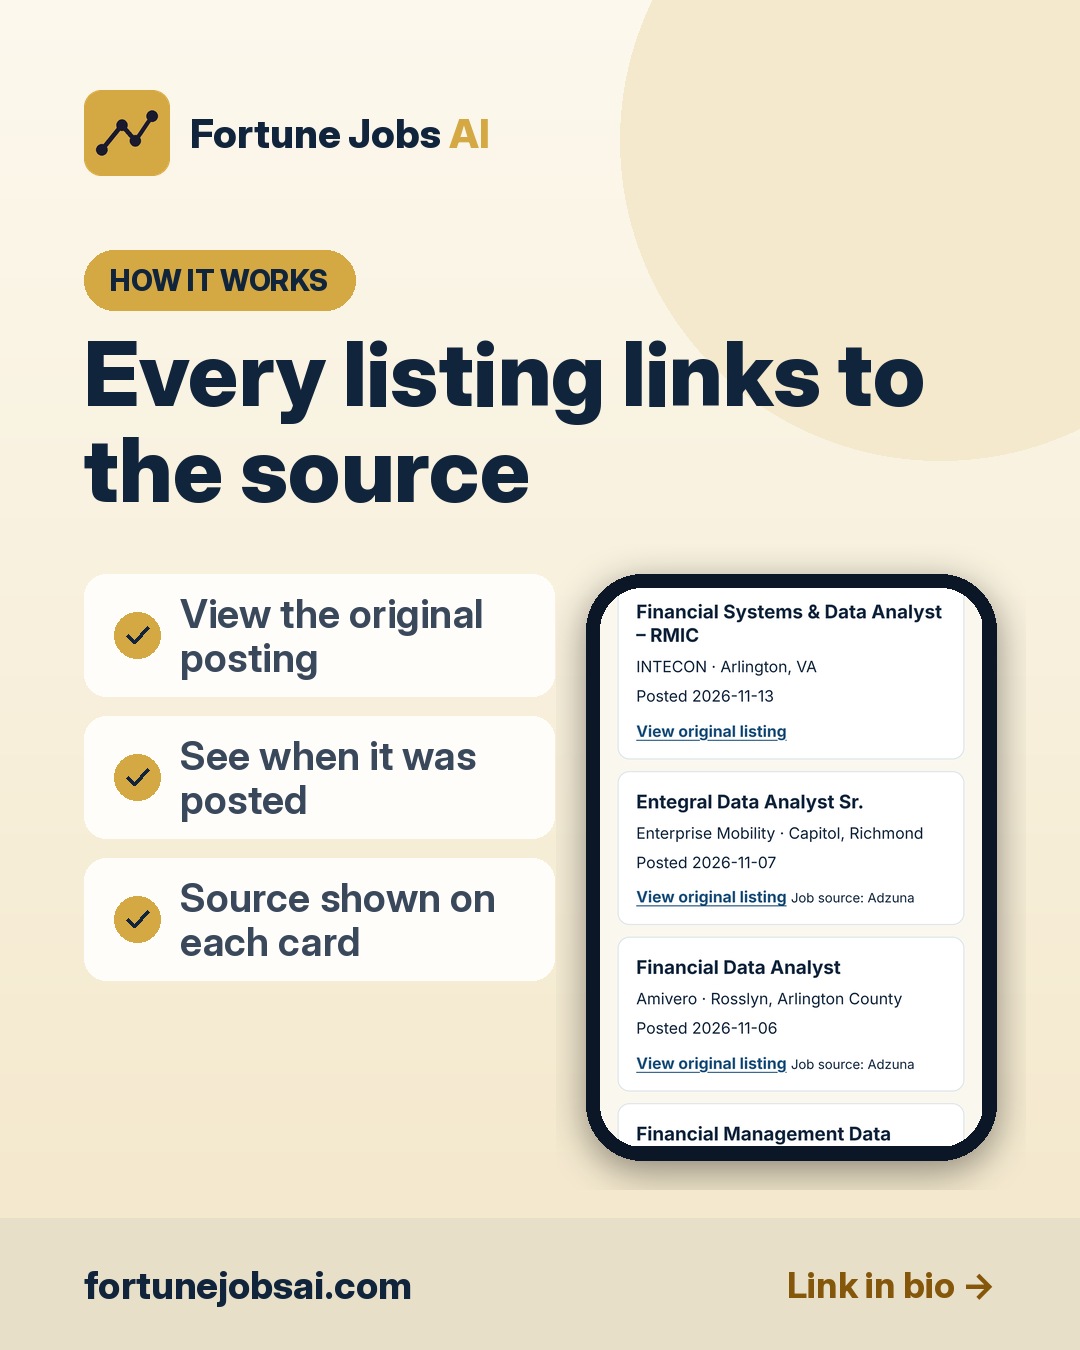 Fortune Jobs AI
HOW IT WORKS
Every listing links to
the source
View the original
posting
See when it was
posted
Source shown on
each card
Financial Systems & Data Analyst
– RMIC
INTECON · Arlington, VA
Posted 2026-11-13
View original listing
Entegral Data Analyst Sr.
Enterprise Mobility · Capitol, Richmond
Posted 2026-11-07
View original listing Job source: Adzuna
Financial Data Analyst
Amivero · Rosslyn, Arlington County
Posted 2026-11-06
View original listing Job source: Adzuna
Financial Management Data
fortunejobsai.com
Link in bio →